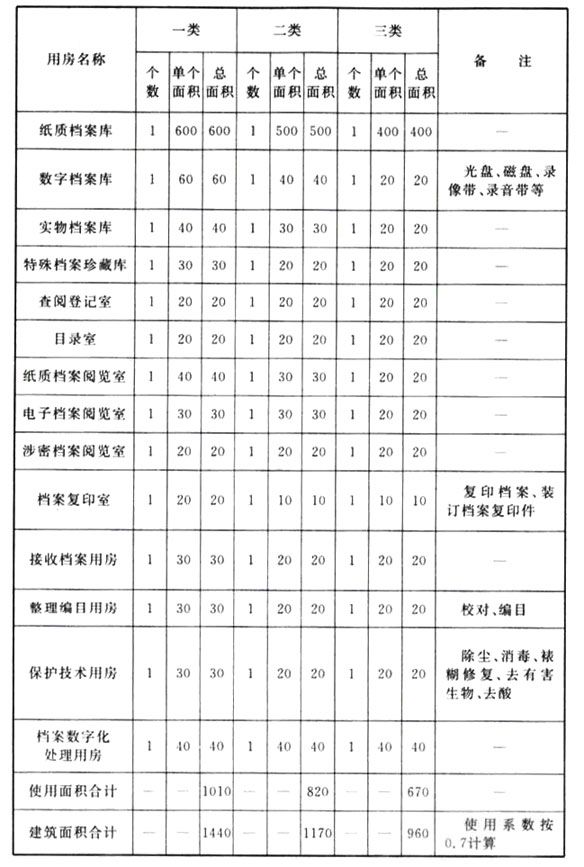 用房名称 一类 二类 三类 备注
个数 单个面积 总面积 个数 单个面积 总面积 个数 单个面积 总面积
纸质档案库 1 600 600 1 500 500 1 400 400 —
数字档案库 1 60 60 1 40 40 1 20 20 光盘、磁盘、录
像带、录音带等
实物档案库 1 40 40 1 30 30 1 20 20 —
特殊档案珍藏库 1 30 30 1 20 20 1 20 20 —
查阅登记室 1 20 20 1 20 20 1 20 20 —
目录室 1 20 20 1 20 20 1 20 20 —
纸质档案阅览室 1 40 40 1 30 30 1 20 20 —
电子档案阅览室 1 30 30 1 30 30 1 20 20 —
涉密档案阅览室 1 20 20 1 20 20 1 20 20 —
档案复印室 1 20 20 1 10 10 1 10 10 复印档案、装
订档案复印件
接收档案用房 1 30 30 1 20 20 1 20 20 —
整理编目用房 1 30 30 1 20 20 1 20 20 校对、编目
保护技术用房 1 30 30 1 20 20 1 20 20 除尘、消毒、裱
糊修复、去有害
生物、去酸
档案数字化
处理用房 1 40 40 1 40 40 1 40 40 —
使用面积合计 — — 1010 — — 820 — — 670 —
建筑面积合计 — — 1440 — — 1170 — — 960 使用系数按
0.7计算